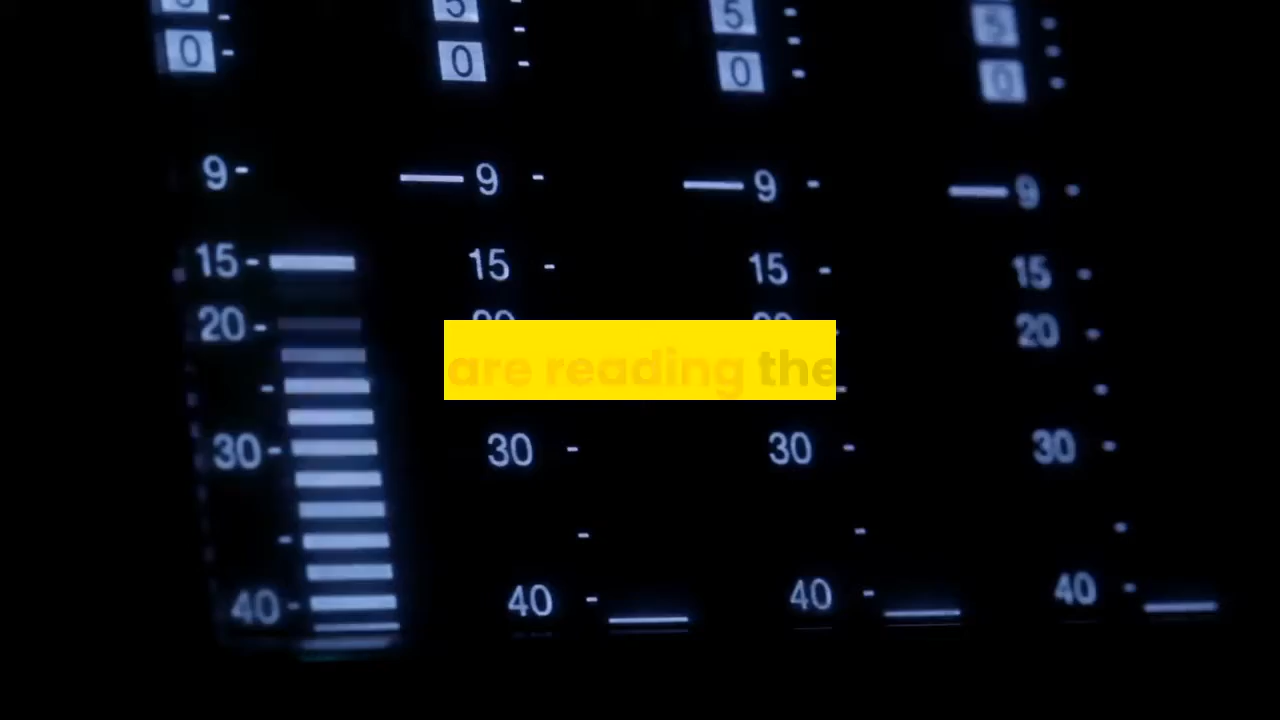 5 5 5
0 0 0 0
9 9 9 9
15 15 15 15
20 20
are reading the
30 30 30 30
40 40 40 40